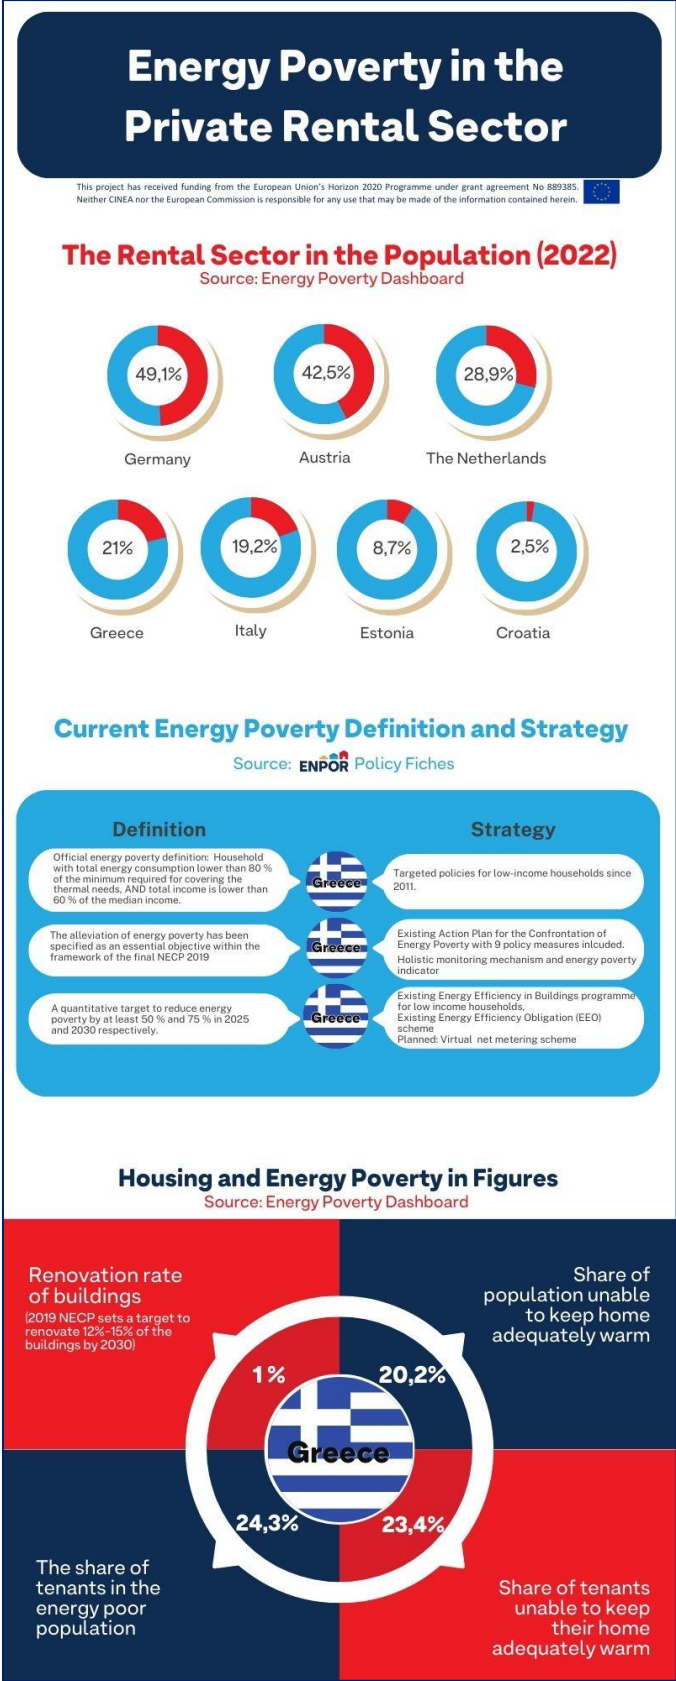 Energy Poverty in the
Private Rental Sector
This project has received funding from the European Union's Horizon 2020 Programme under grant agreement No 889385.
Neither CINEA nor the European Commission is responsible for any use that may be made of the information contained herein.
The Rental Sector in the Population (2022)
Source: Energy Poverty Dashboard
49,1%
42,5%
28,9%
Germany
Austria
The Netherlands
21%
19,2%
8,7%
2,5%
Greece
Italy
Estonia
Croatia
Current Energy Poverty Definition and Strategy
Source: ENPOR Policy Fiches
Definition
Strategy
Official energy poverty definition: Household
with total energy consumption lower than 80 %
of the minimum required for covering the
thermal needs, AND total income is lower than
60 % of the median income.
Greece
Targeted policies for low-income households since
2011.
The alleviation of energy poverty has been
specified as an essential objective within the
framework of the final NECP 2019
Greece
Existing Action Plan for the Confrontation of
Energy Poverty with 9 policy measures inlcuded.
Holistic monitoring mechanism and energy poverty
indicator
A quantitative target to reduce energy
poverty by at least 50 % and 75 % in 2025
and 2030 respectively.
Greece
Existing Energy Efficiency in Buildings programme
for low income households,
Existing Energy Efficiency Obligation (EEO)
scheme
Planned: Virtual net metering scheme
Housing and Energy Poverty in Figures
Source: Energy Poverty Dashboard
Renovation rate
of buildings
(2019 NECP sets a target to
renovate 12%-15% of the
buildings by 2030)
Share of
population unable
to keep home
adequately warm
1%
20,2%
Greece
24,3%
23,4%
The share of
tenants in the
energy poor
population
Share of tenants
unable to keep
their home
adequately warm